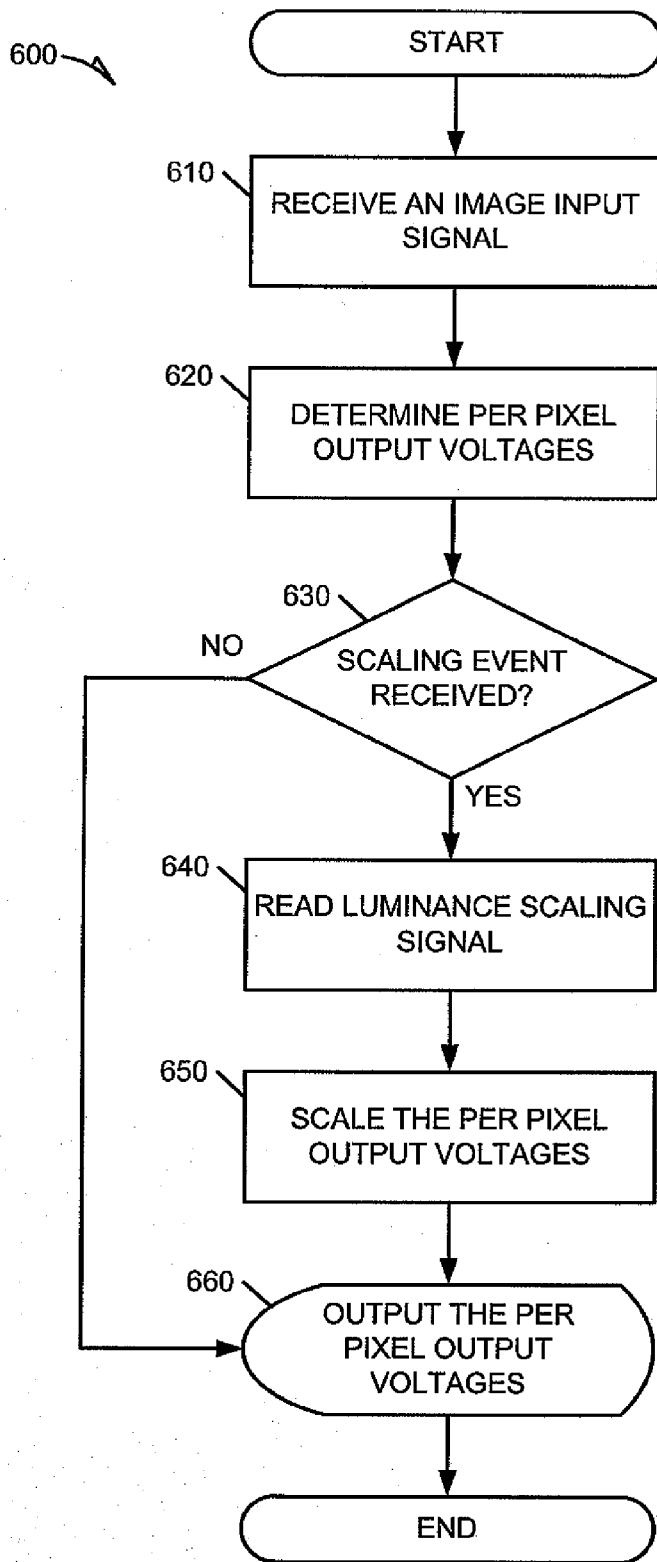 600
START
610
RECEIVE AN IMAGE INPUT
SIGNAL
620
DETERMINE PER PIXEL
OUTPUT VOLTAGES
630
NO
SCALING EVENT
RECEIVED?
YES
640
READ LUMINANCE SCALING
SIGNAL
650
SCALE THE PER PIXEL
OUTPUT VOLTAGES
660
OUTPUT THE PER
PIXEL OUTPUT
VOLTAGES
END